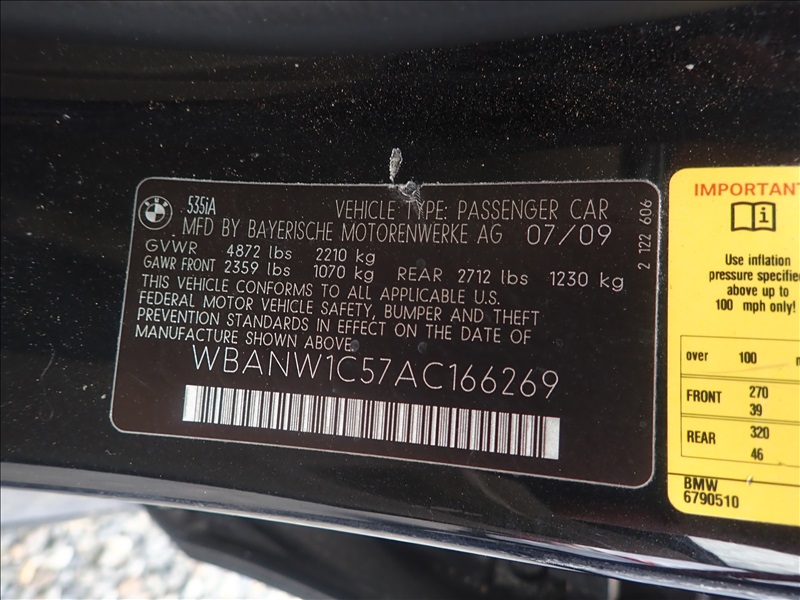 BMW
535iA
VEHICLE TYPE: PASSENGER CAR
MFD BY BAYERISCHE MOTORENWERKE AG 07/09
GVWR 4872 lbs 2210 kg
GAWR FRONT 2359 lbs 1070 kg REAR 2712 lbs 1230 kg
THIS VEHICLE CONFORMS TO ALL APPLICABLE U.S.
FEDERAL MOTOR VEHICLE SAFETY, BUMPER AND THEFT
PREVENTION STANDARDS IN EFFECT ON THE DATE OF
MANUFACTURE SHOWN ABOVE.
WBANW1C57AC166269
2 122 606
IMPORTANT
i
Use inflation
pressure specifie
above up to
100 mph only!
over 100 m
FRONT 270
39
REAR 320
46
BMW
6790510